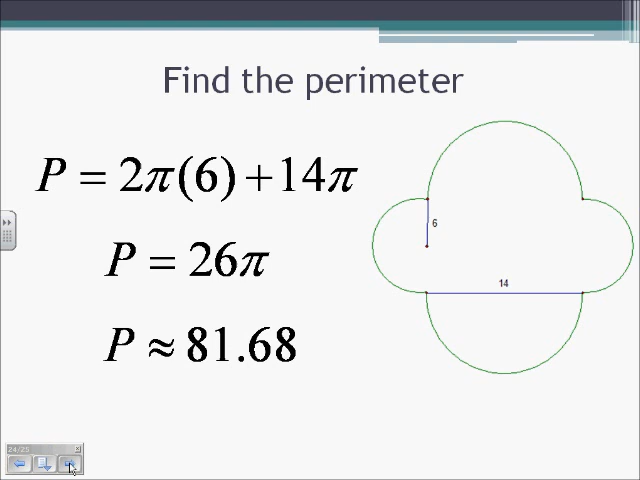 Find the perimeter
P = 2π(6) + 14π
P = 26π
P ≈ 81.68
6
14
24/25